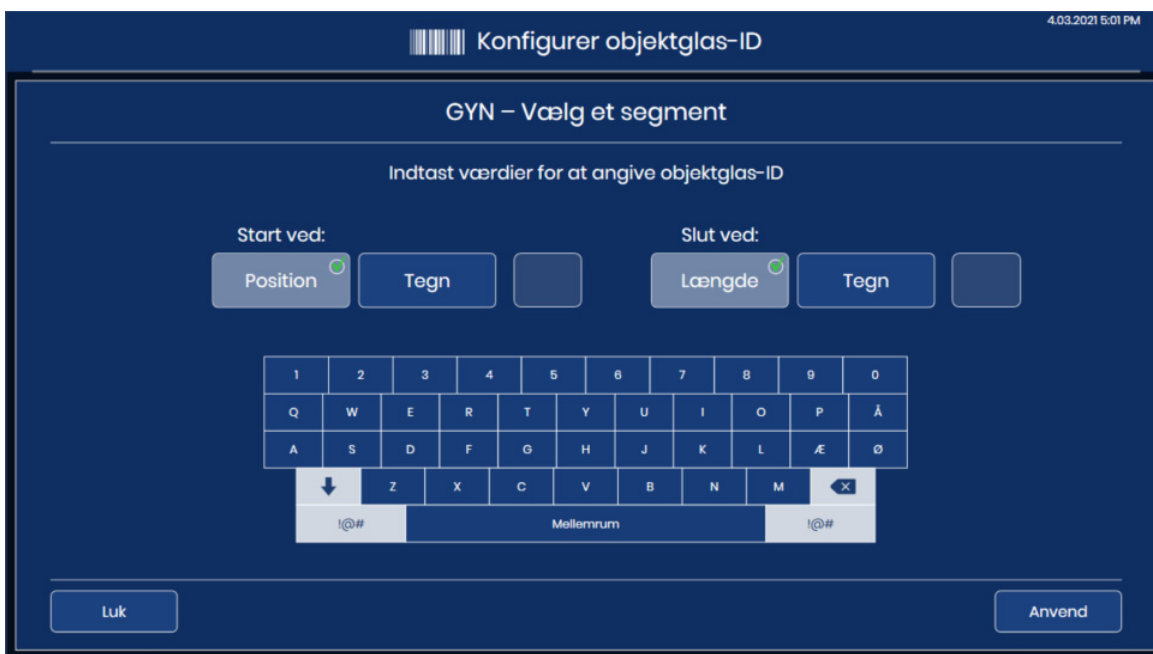 4.03.2021 5:01 PM
Konfigurer objektglas-ID
GYN – Vælg et segment
Indtast værdier for at angive objektglas-ID
Start ved: Slut ved:
Position Tegn Længde Tegn
1 2 3 4 5 6 7 8 9 0
Q W E R T Y U I O P Å
A S D F G H J K L Æ Ø
Z X C V B N M
!@# Mellemrum !@#
Luk Anvend